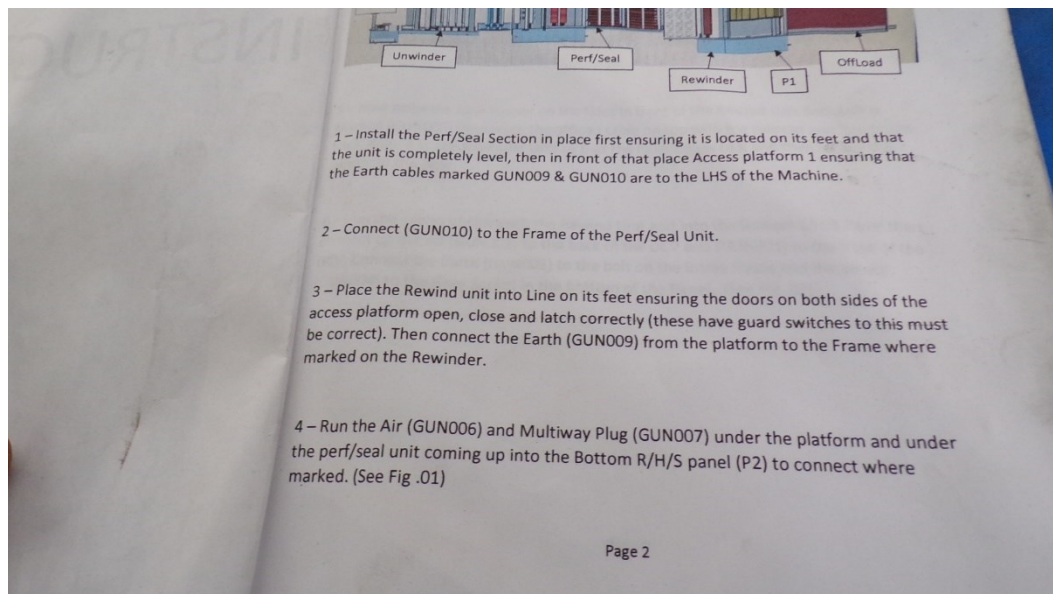 Unwinder
Perf/Seal
Rewinder
P1
OffLoad
1 – Install the Perf/Seal Section in place first ensuring it is located on its feet and that
the unit is completely level, then in front of that place Access platform 1 ensuring that
the Earth cables marked GUN009 & GUN010 are to the LHS of the Machine.
2 – Connect (GUN010) to the Frame of the Perf/Seal Unit.
3 – Place the Rewind unit into Line on its feet ensuring the doors on both sides of the
access platform open, close and latch correctly (these have guard switches to this must
be correct). Then connect the Earth (GUN009) from the platform to the Frame where
marked on the Rewinder.
4 – Run the Air (GUN006) and Multiway Plug (GUN007) under the platform and under
the perf/seal unit coming up into the Bottom R/H/S panel (P2) to connect where
marked. (See Fig .01)
Page 2